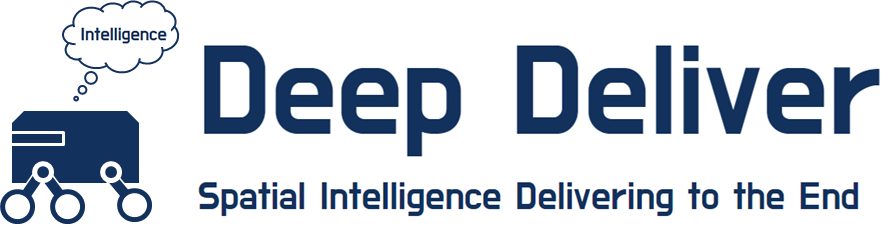 Intelligence
Deep Deliver
Spatial Intelligence Delivering to the End